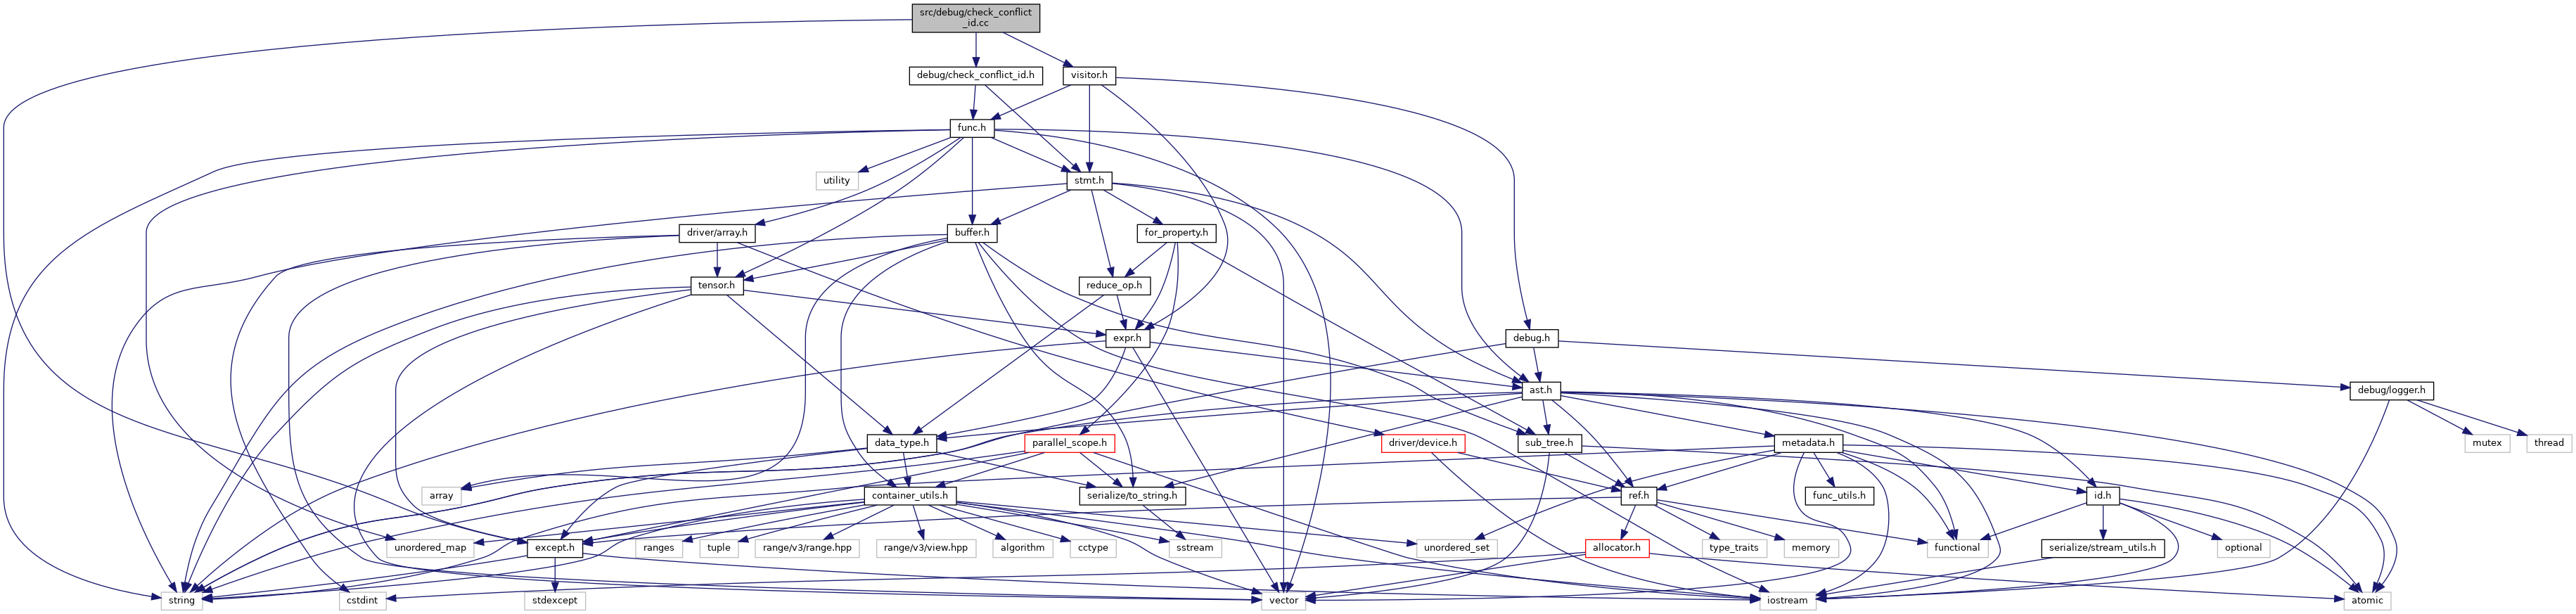 src/debug/check_conflict
_id.cc
debug/check_conflict_id.h
visitor.h
func.h
utility
stmt.h
driver/array.h
buffer.h
for_property.h
tensor.h
reduce_op.h
expr.h
debug.h
ast.h
debug/logger.h
data_type.h
parallel_scope.h
driver/device.h
sub_tree.h
metadata.h
mutex
thread
array
container_utils.h
serialize/to_string.h
ref.h
func_utils.h
id.h
unordered_map
except.h
ranges
tuple
range/v3/range.hpp
range/v3/view.hpp
algorithm
cctype
sstream
unordered_set
allocator.h
type_traits
memory
functional
serialize/stream_utils.h
optional
string
cstdint
stdexcept
vector
iostream
atomic